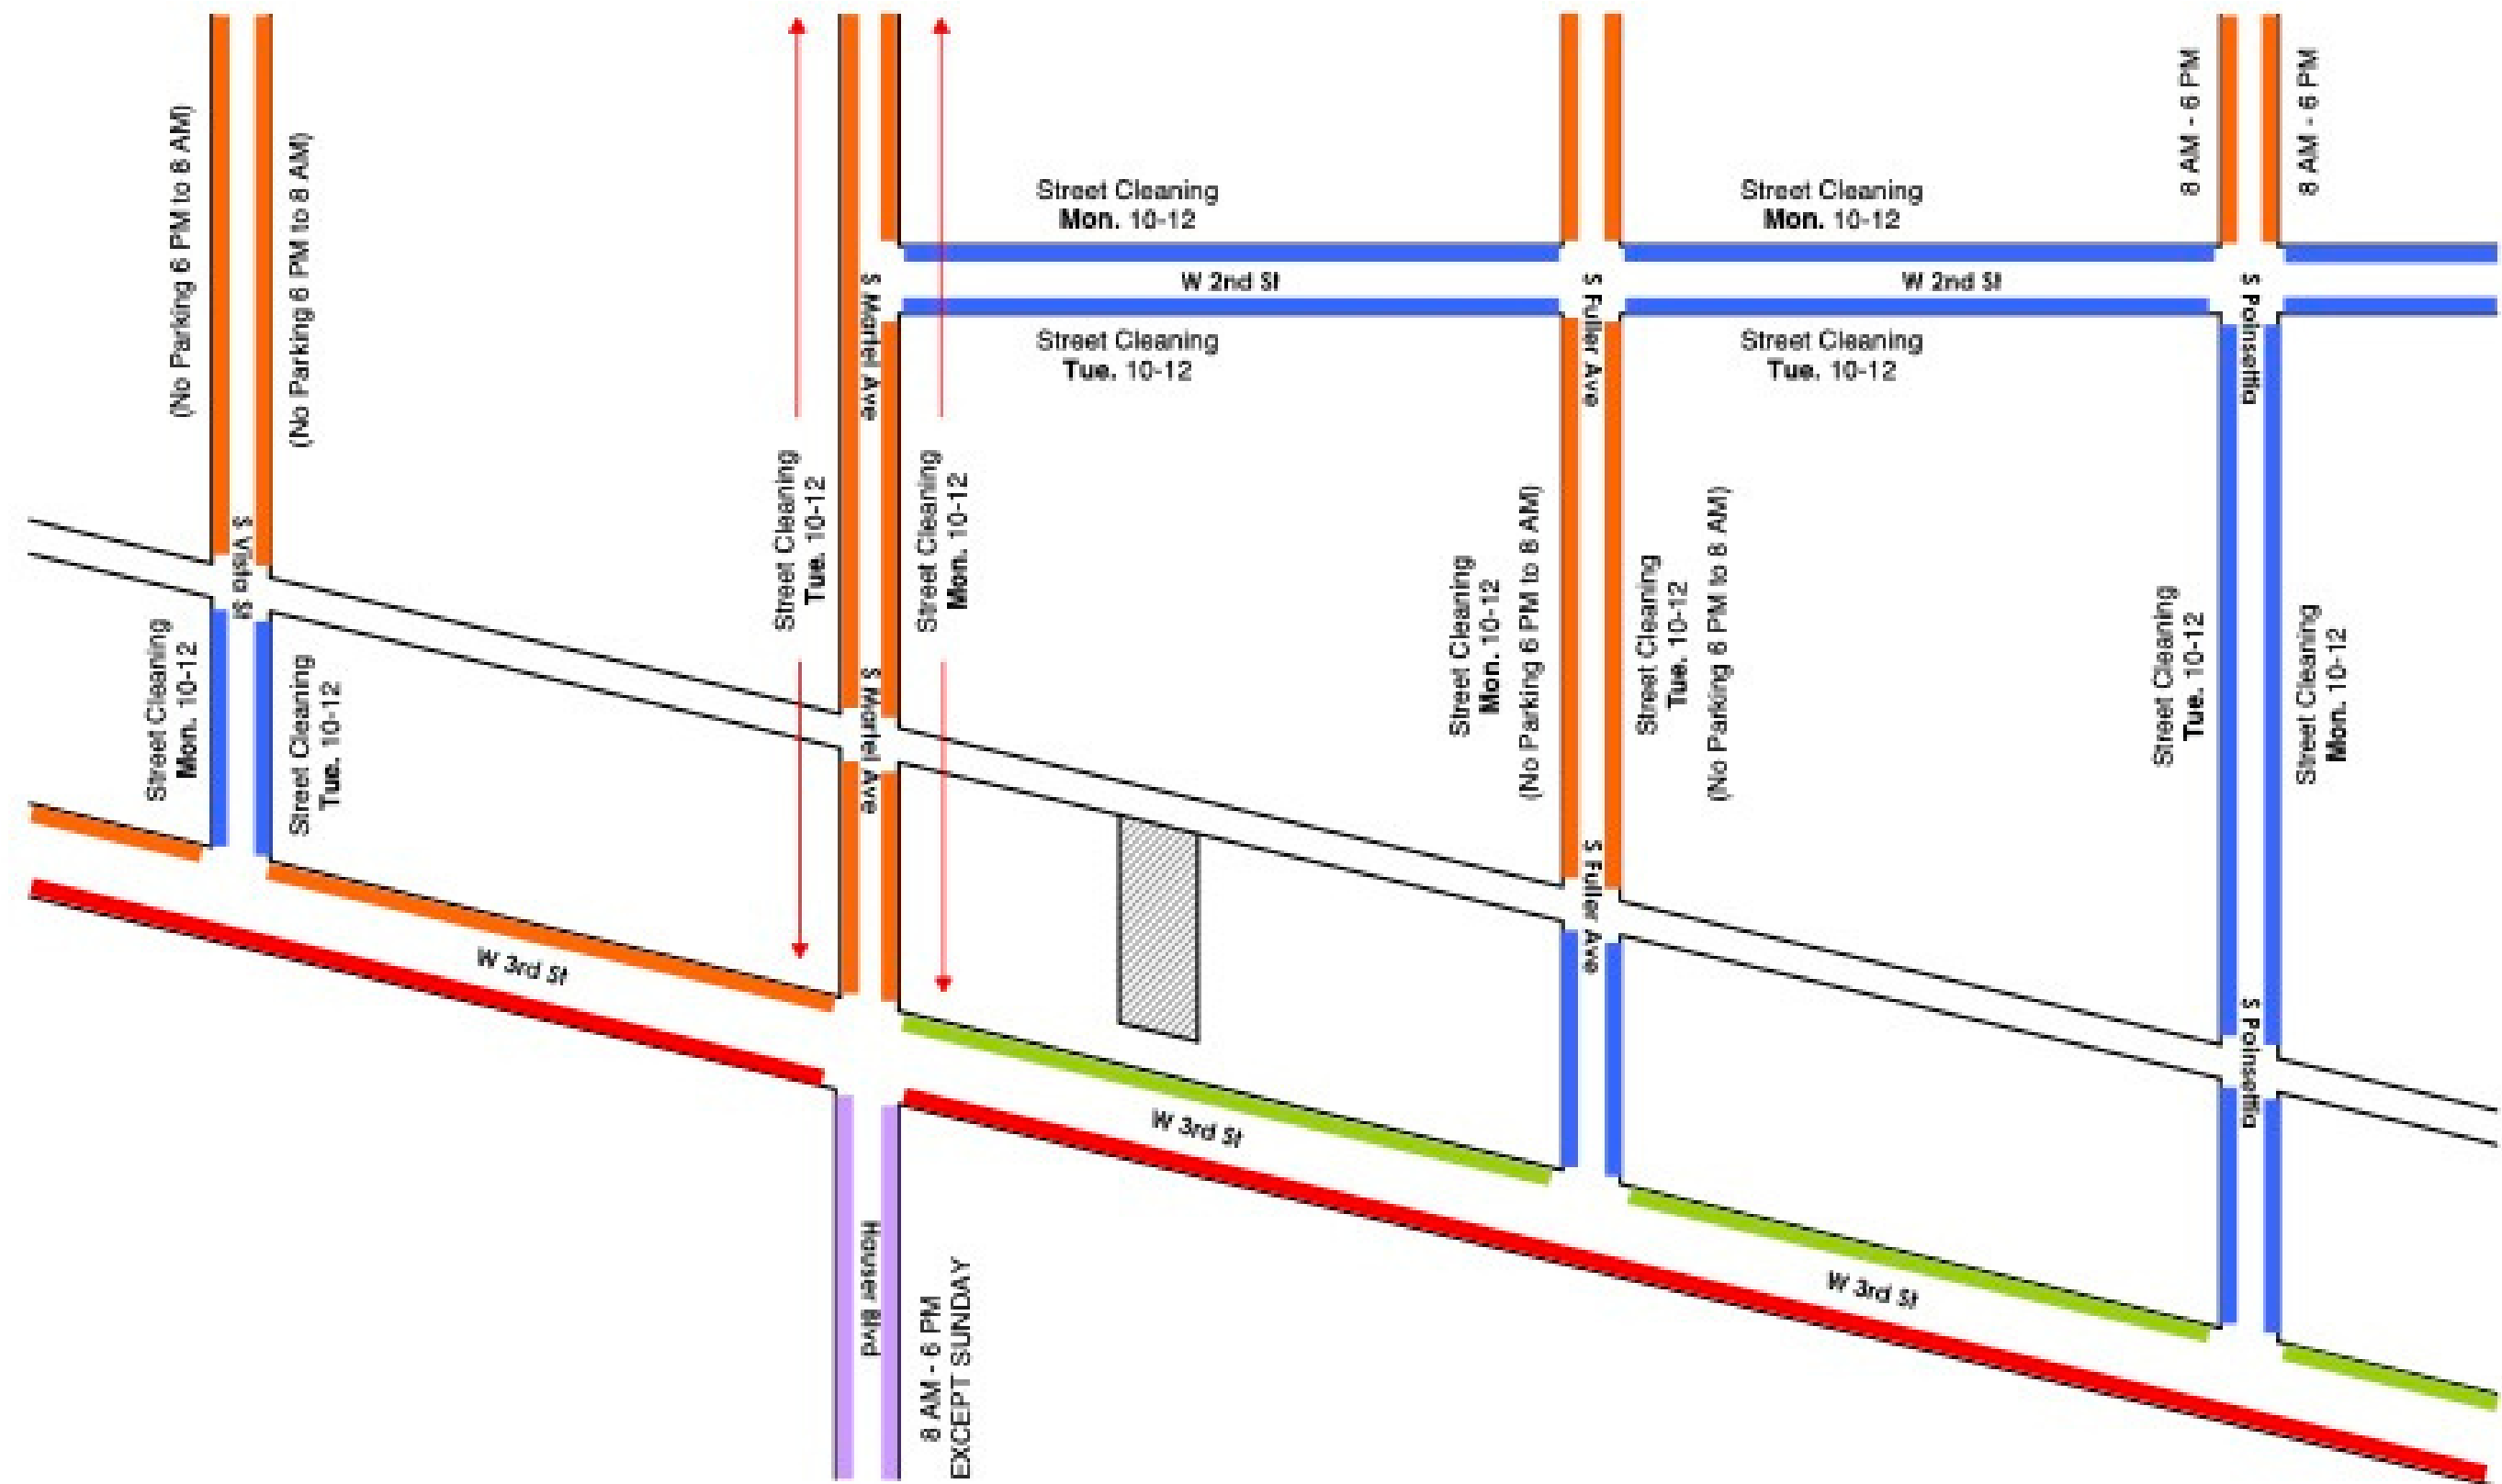 (No Parking 6 PM to 8 AM)
(No Parking 6 PM to 8 AM)
8 AM - 6 PM
8 AM - 6 PM
Street Cleaning
Mon. 10-12
Street Cleaning
Mon. 10-12
W 2nd St
W 2nd St
S Martel Ave
S Fuller Ave
S Poinsettia
Street Cleaning
Tue. 10-12
Street Cleaning
Tue. 10-12
Street Cleaning
Tue. 10-12
Street Cleaning
Mon. 10-12
Street Cleaning
Mon. 10-12
(No Parking 6 PM to 8 AM)
Street Cleaning
Tue. 10-12
(No Parking 6 PM to 8 AM)
Street Cleaning
Tue. 10-12
Street Cleaning
Mon. 10-12
S Vista St
Street Cleaning
Mon. 10-12
Street Cleaning
Tue. 10-12
S Martel Ave
S Fuller Ave
S Poinsettia
W 3rd St
W 3rd St
W 3rd St
Hauser Blvd
8 AM - 6 PM
EXCEPT SUNDAY